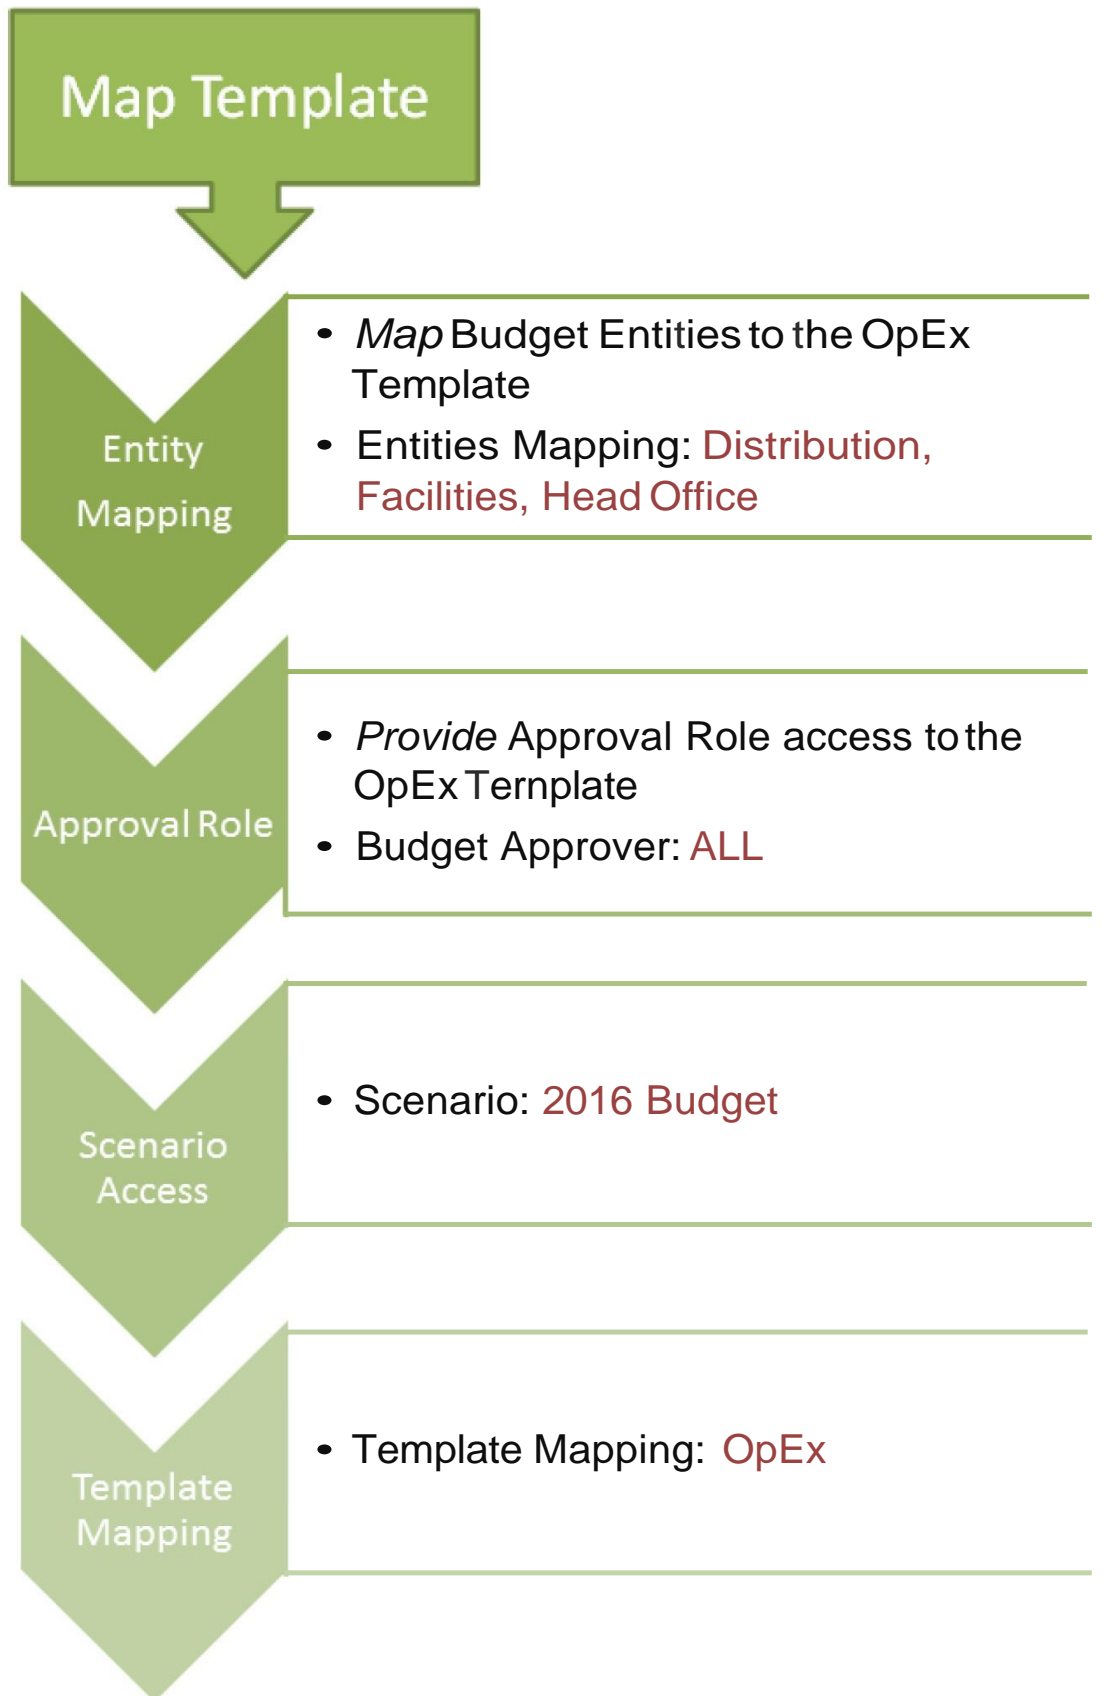 Map Template
Entity
Mapping
• Map Budget Entities to the OpEx
Template
• Entities Mapping: Distribution,
Facilities, Head Office
Approval Role
• Provide Approval Role access to the
OpEx Ternplate
• Budget Approver: ALL
Scenario
Access
• Scenario: 2016 Budget
Template
Mapping
• Template Mapping: OpEx